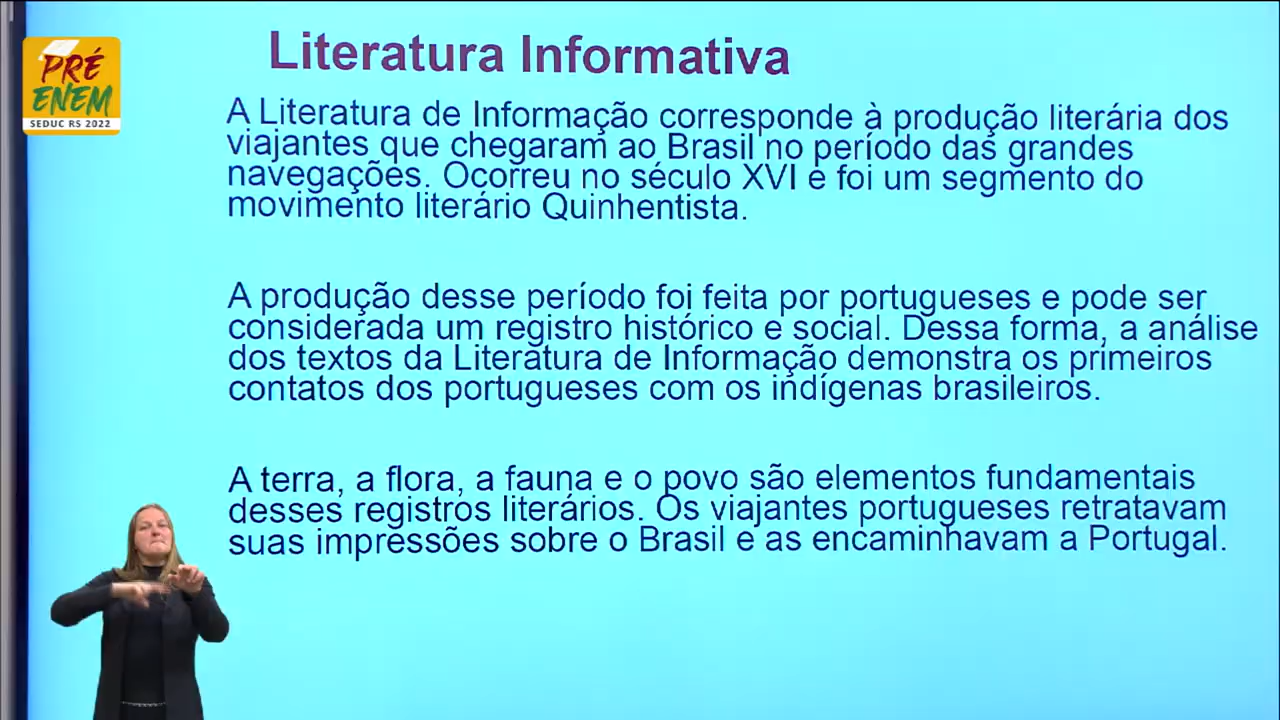 PRÉ
ENEM
SEDUC RS 2022
Literatura Informativa
A Literatura de Informação corresponde à produção literária dos
viajantes que chegaram ao Brasil no período das grandes
navegações. Ocorreu no século XVI e foi um segmento do
movimento literário Quinhentista.
A produção desse período foi feita por portugueses e pode ser
considerada um registro histórico e social. Dessa forma, a análise
dos textos da Literatura de Informação demonstra os primeiros
contatos dos portugueses com os indígenas brasileiros.
A terra, a flora, a fauna e o povo são elementos fundamentais
desses registros literários. Os viajantes portugueses retratavam
suas impressões sobre o Brasil e as encaminhavam a Portugal.